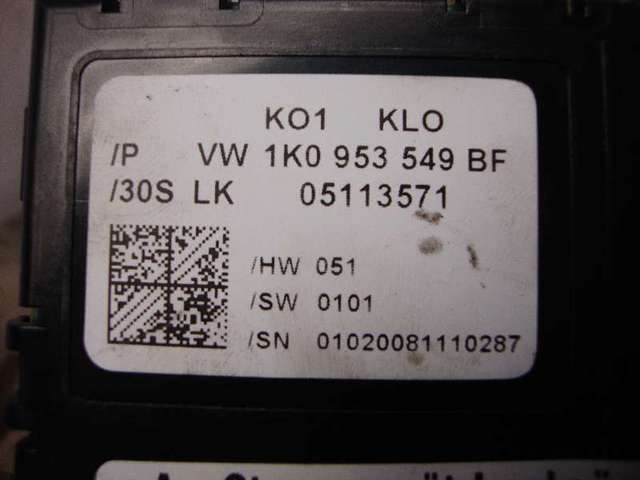 KO1 KLO
/P VW 1K0 953 549 BF
/30S LK 05113571
/HW 051
/SW 0101
/SN 01020081110287